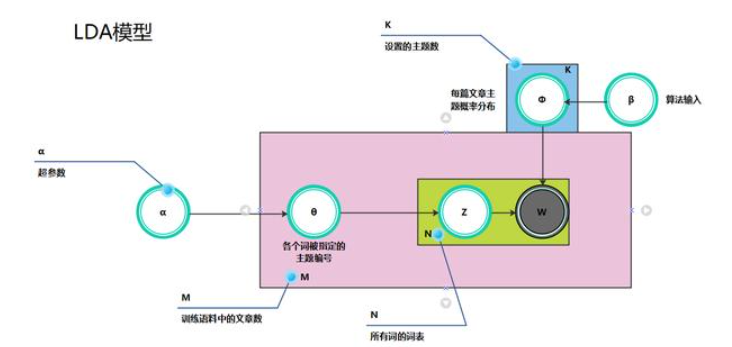 LDA模型
K
设置的主题数
K
每篇文章主
题概率分布
Φ
β
算法输入
α
超参数
α
θ
Z
W
N
各个词被指定的
主题编号
M
M
训练语料中的文章数
N
所有词的词表